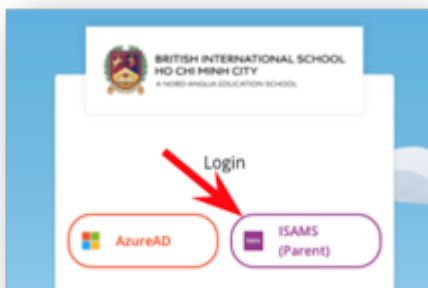 BRITISH INTERNATIONAL SCHOOL
HO CHI MINH CITY
A NORD ANGLIA EDUCATION SCHOOL
Login
AzureAD
ISAMS
(Parent)